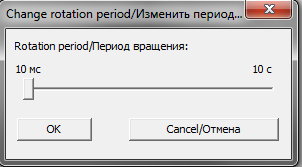 Change rotation period/Изменить период...
Rotation period/Период вращения:
10 мс 10 с
OK Cancel/Отмена